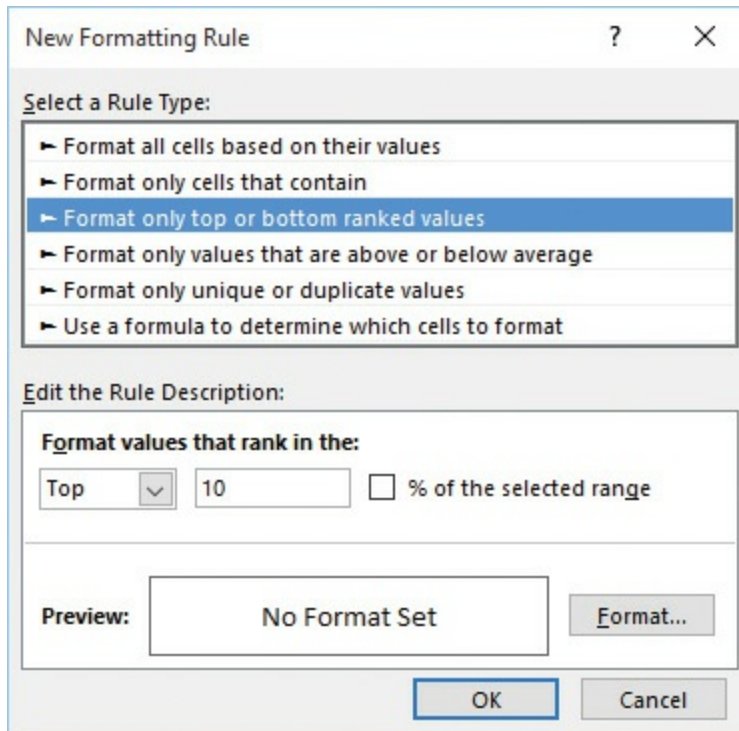 New Formatting Rule ? X
Select a Rule Type:
► Format all cells based on their values
► Format only cells that contain
► Format only top or bottom ranked values
► Format only values that are above or below average
► Format only unique or duplicate values
► Use a formula to determine which cells to format
Edit the Rule Description:
Format values that rank in the:
Top 10 % of the selected range
Preview: No Format Set Format...
OK Cancel